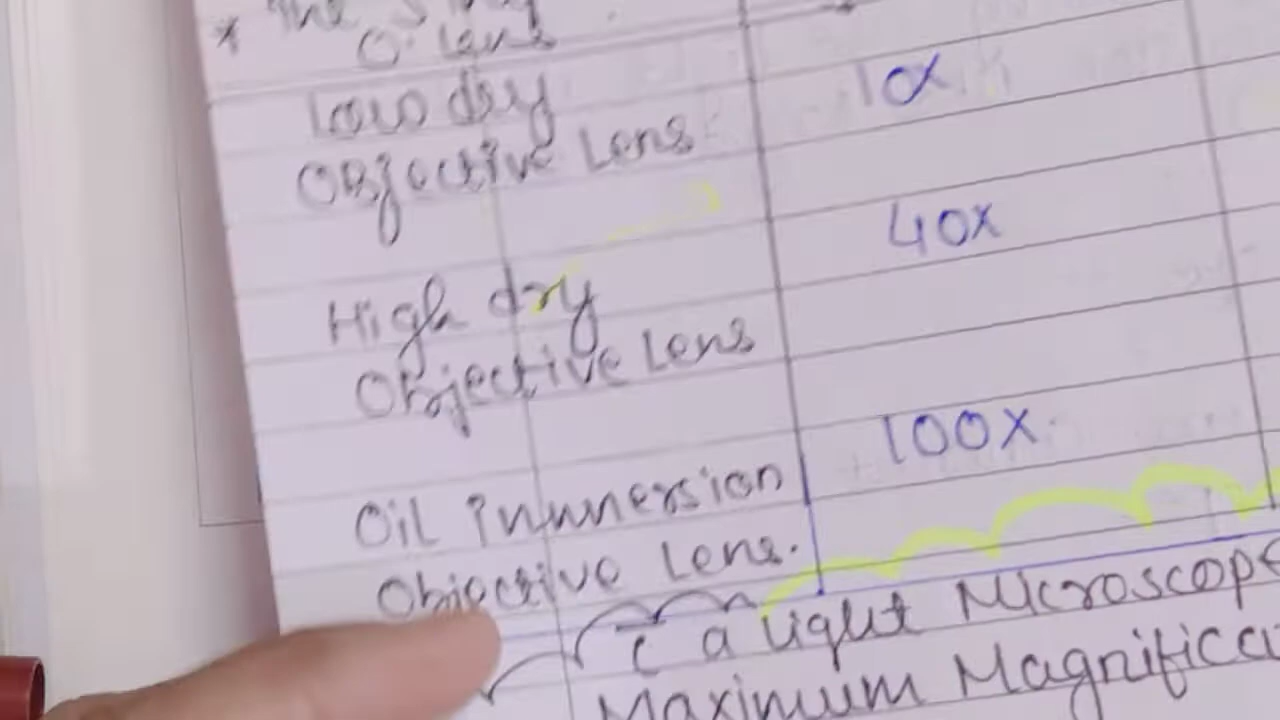 * The
O. Lens
Low dry 10x
Objective Lens
40x
High dry
Objective Lens
100x.
Oil immersion
Objective Lens.
a Light Microscope
Maximum Magnifica